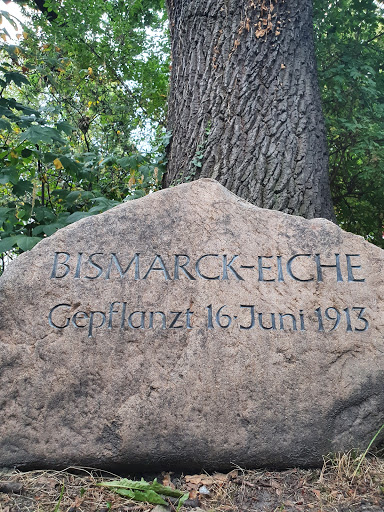 BISMARCK-EICHE
Gepflanzt 16·Juni 1913